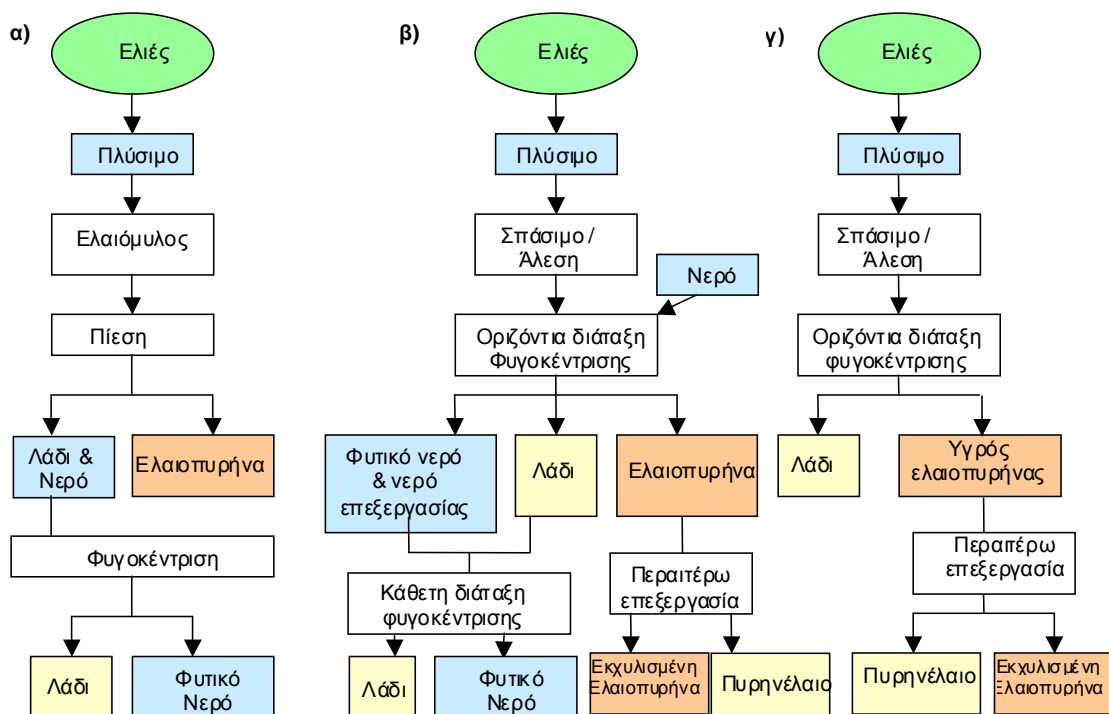 α)
Ελιές
Πλύσιμο
Ελαιόμυλος
Πίεση
Λάδι &
Νερό
Ελαιοπυρήνα
Φυγοκέντριση
Λάδι
Φυτικό
Νερό
β)
Ελιές
Πλύσιμο
Σπάσιμο /
Άλεση
Νερό
Οριζόντια διάταξη
Φυγοκέντρισης
Φυτικό νερό
& νερό
επεξεργασίας
Λάδι
Ελαιοπυρήνα
Κάθετη διάταξη
φυγοκέντρισης
Περαιτέρω
επεξεργασία
Λάδι
Φυτικό
Νερό
Εκχυλισμένη
Ελαιοπυρήνα
Πυρηνέλαιο
γ)
Ελιές
Πλύσιμο
Σπάσιμο /
Άλεση
Οριζόντια διάταξη
φυγοκέντρισης
Λάδι
Υγρός
ελαιοπυρήνας
Περαιτέρω
επεξεργασία
Πυρηνέλαιο
Εκχυλισμένη
Ελαιοπυρήνα